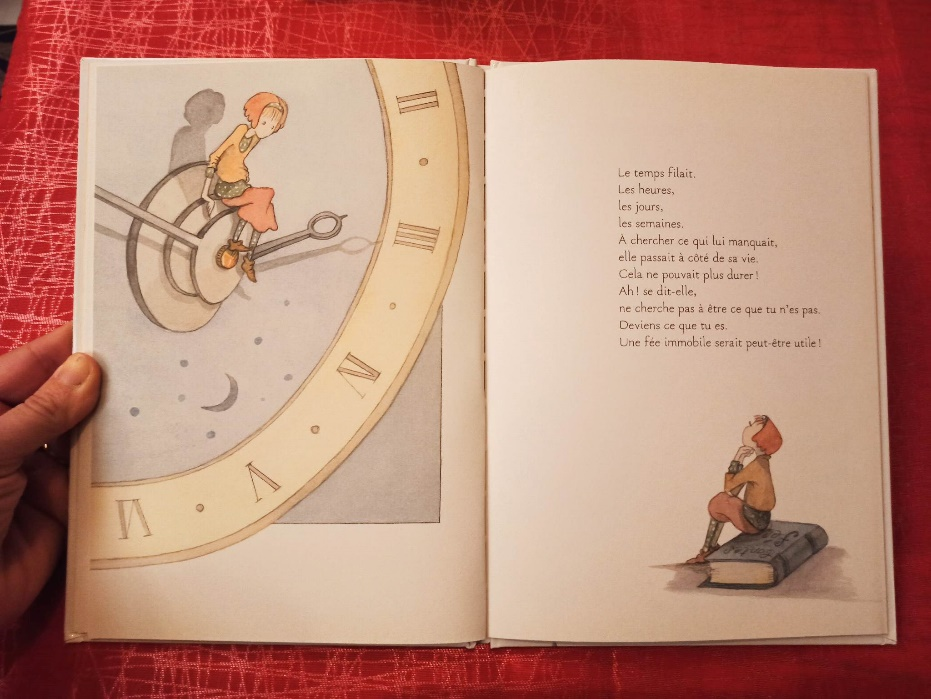 II
III
IV
V
VI
Le temps filait.
Les heures,
les jours,
les semaines.
À chercher ce qui lui manquait,
elle passait à côté de sa vie.
Cela ne pouvait plus durer !
Ah ! se dit-elle,
ne cherche pas à être ce que tu n'es pas.
Deviens ce que tu es.
Une fée immobile serait peut-être utile !